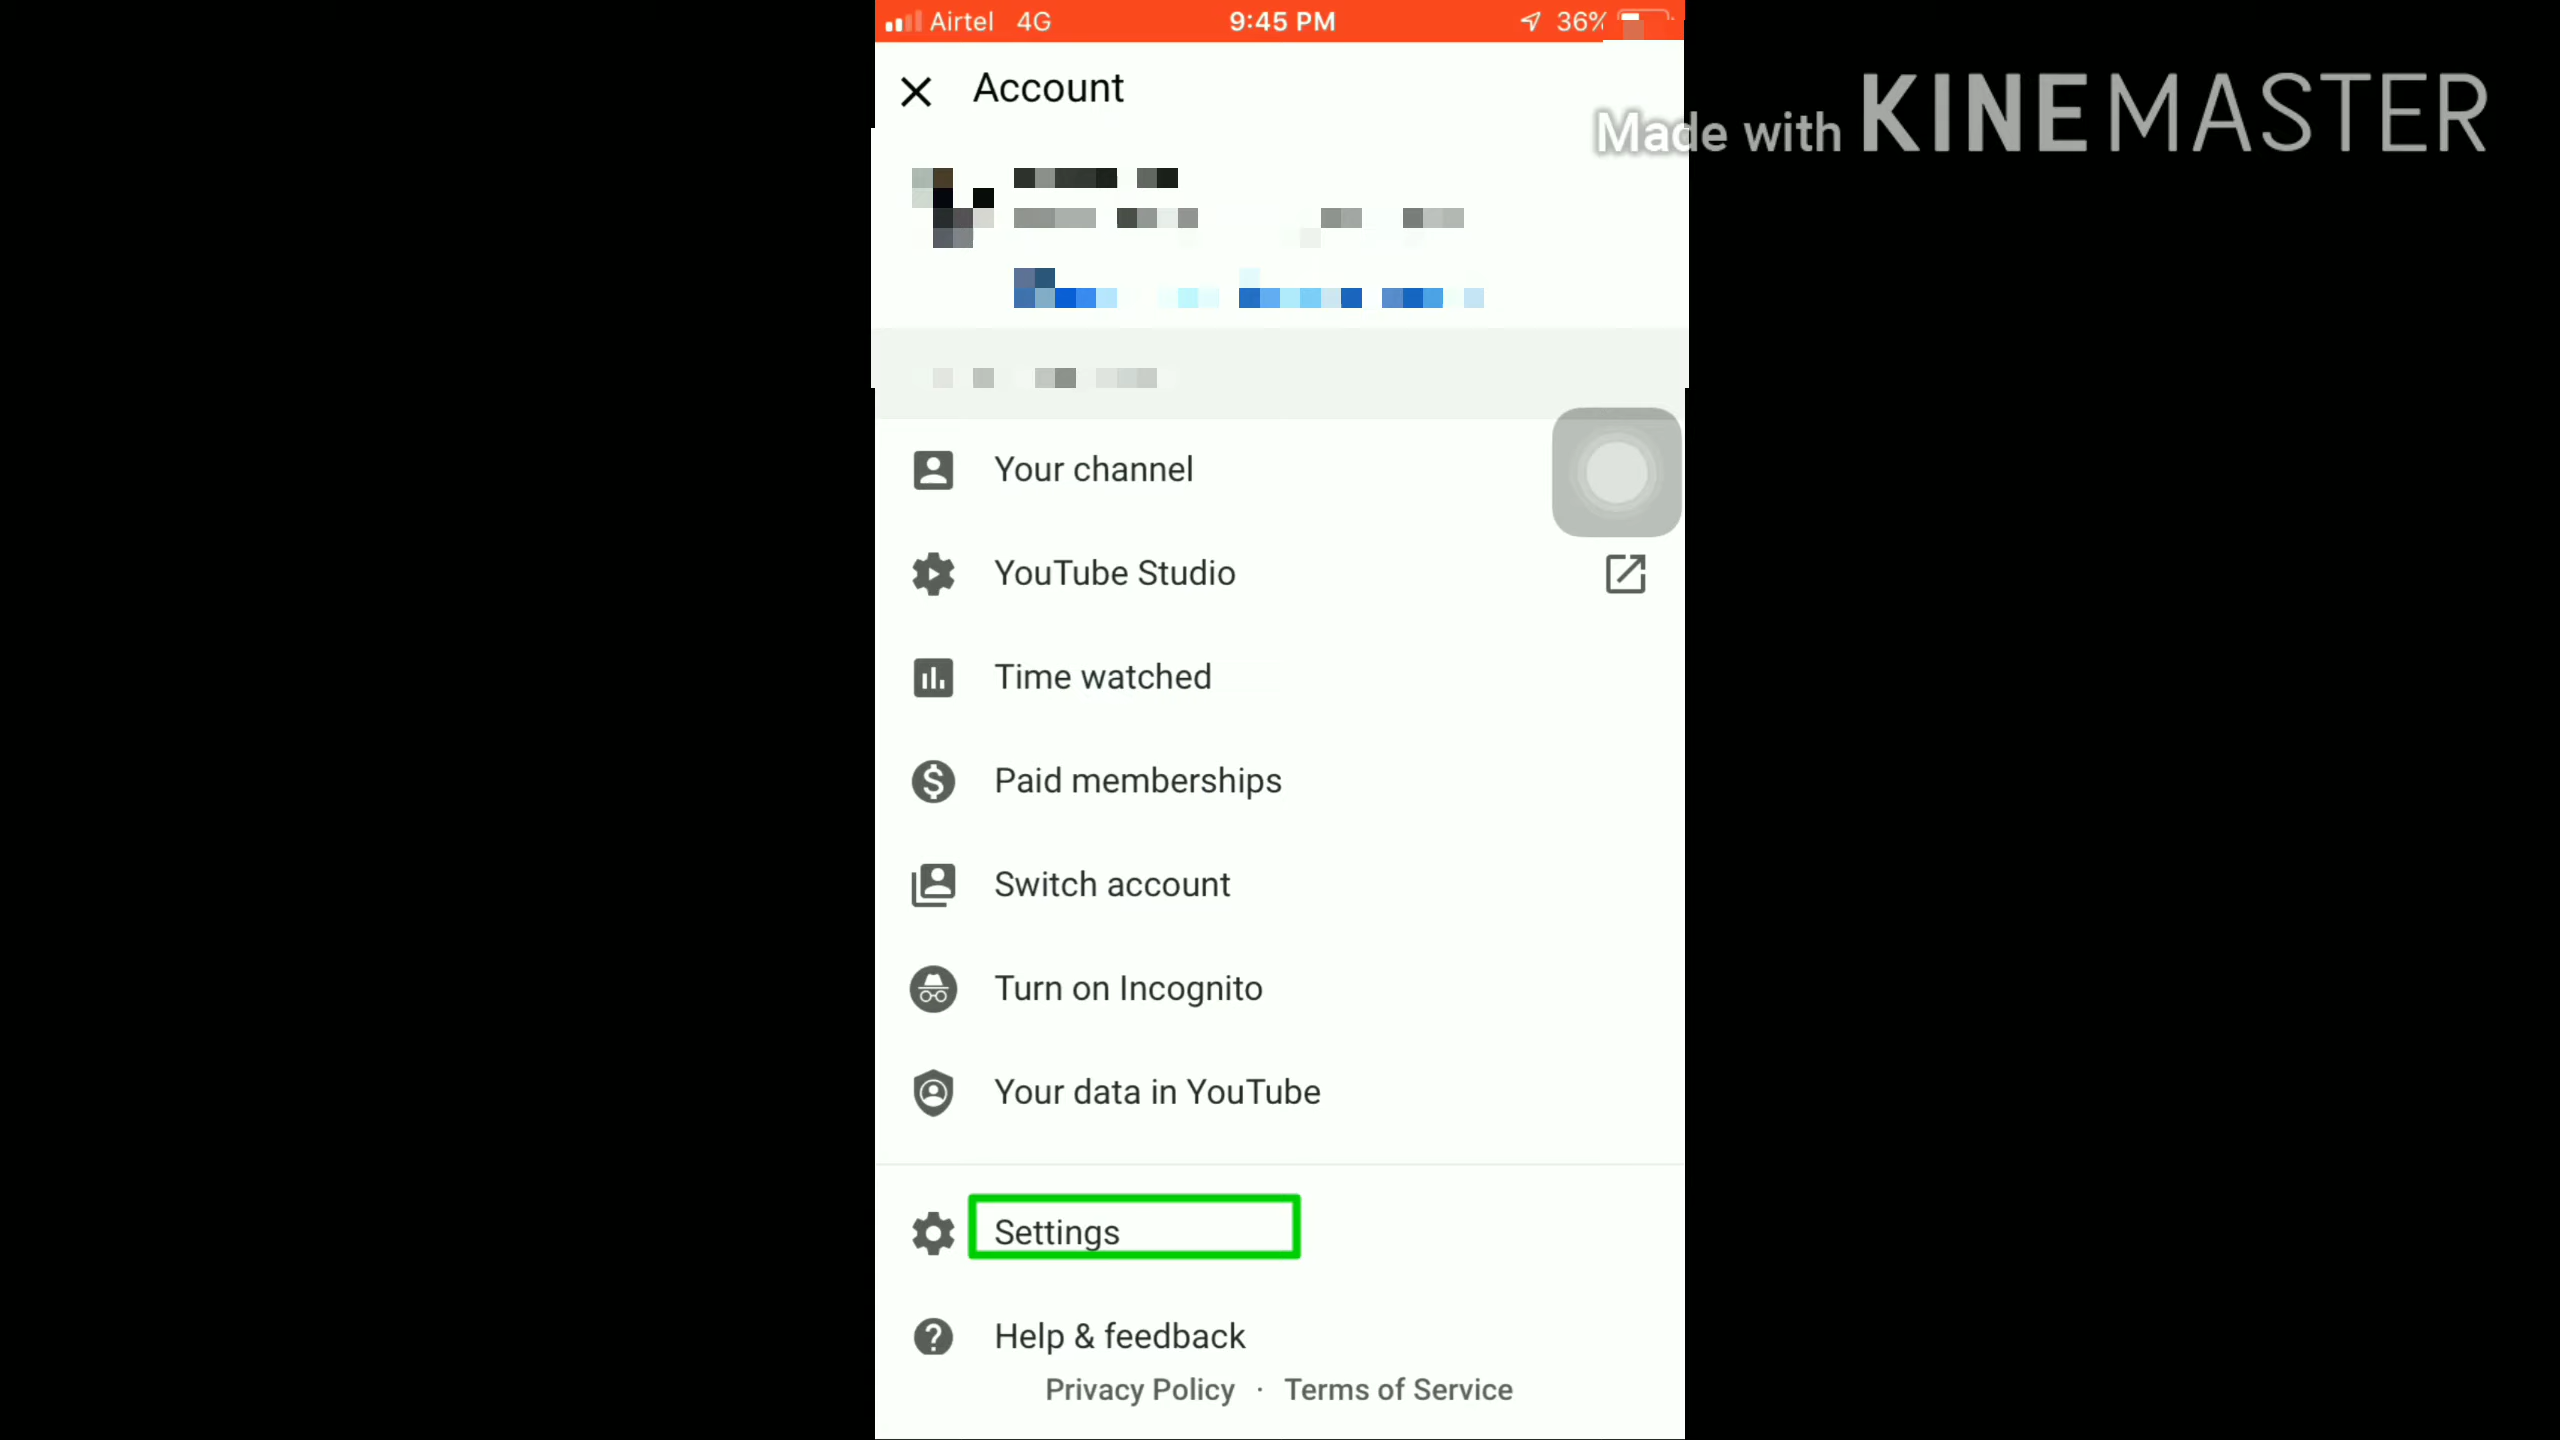 Airtel 4G 9:45 PM 36%
Account
Made with KINEMASTER
Your channel
YouTube Studio
Time watched
Paid memberships
Switch account
Turn on Incognito
Your data in YouTube
Settings
Help & feedback
Privacy Policy · Terms of Service